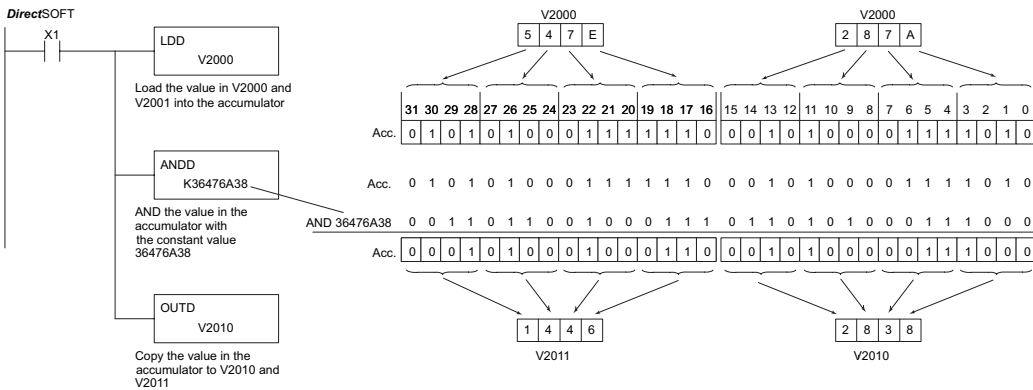 DirectSOFT
X1
LDD
V2000
Load the value in V2000 and
V2001 into the accumulator
ANDD
K36476A38
AND the value in the
accumulator with
the constant value
36476A38
OUTD
V2010
Copy the value in the
accumulator to V2010 and
V2011
V2000
5 4 7 E
V2000
2 8 7 A
31 30 29 28 27 26 25 24 23 22 21 20 19 18 17 16 15 14 13 12 11 10 9 8 7 6 5 4 3 2 1 0
Acc. 0 1 0 1 0 1 0 0 0 1 1 1 1 1 1 0 0 0 1 0 1 0 0 0 0 1 1 1 1 0 1 0
Acc. 0 1 0 1 0 1 0 0 0 1 1 1 1 1 1 0 0 0 1 0 1 0 0 0 0 1 1 1 1 0 1 0
AND 36476A38 0 0 1 1 0 1 1 0 0 1 0 0 0 1 1 1 0 1 1 0 1 0 1 0 0 0 1 1 1 0 0 0
Acc. 0 0 0 1 0 1 0 0 0 1 0 0 0 1 1 0 0 0 1 0 1 0 0 0 0 0 1 1 1 0 0 0
1 4 4 6
V2011
2 8 3 8
V2010